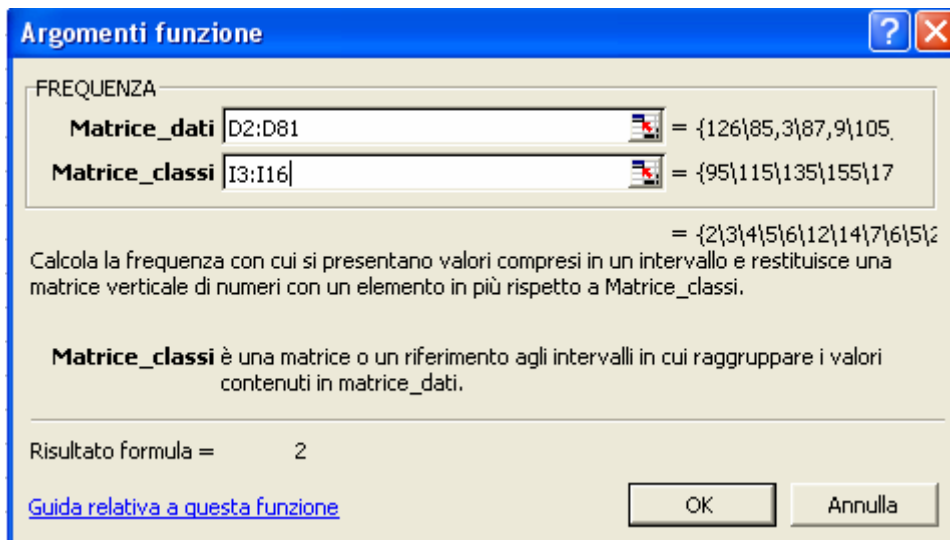 Argomenti funzione
FREQUENZA
Matrice_dati D2:D81 = {126\85,3\87,9\105,
Matrice_classi I3:I16 = {95\115\135\155\17
= {2\3\4\5\6\12\14\7\6\5\2
Calcola la frequenza con cui si presentano valori compresi in un intervallo e restituisce una
matrice verticale di numeri con un elemento in più rispetto a Matrice_classi.
Matrice_classi è una matrice o un riferimento agli intervalli in cui raggruppare i valori
contenuti in matrice_dati.
Risultato formula = 2
Guida relativa a questa funzione OK Annulla